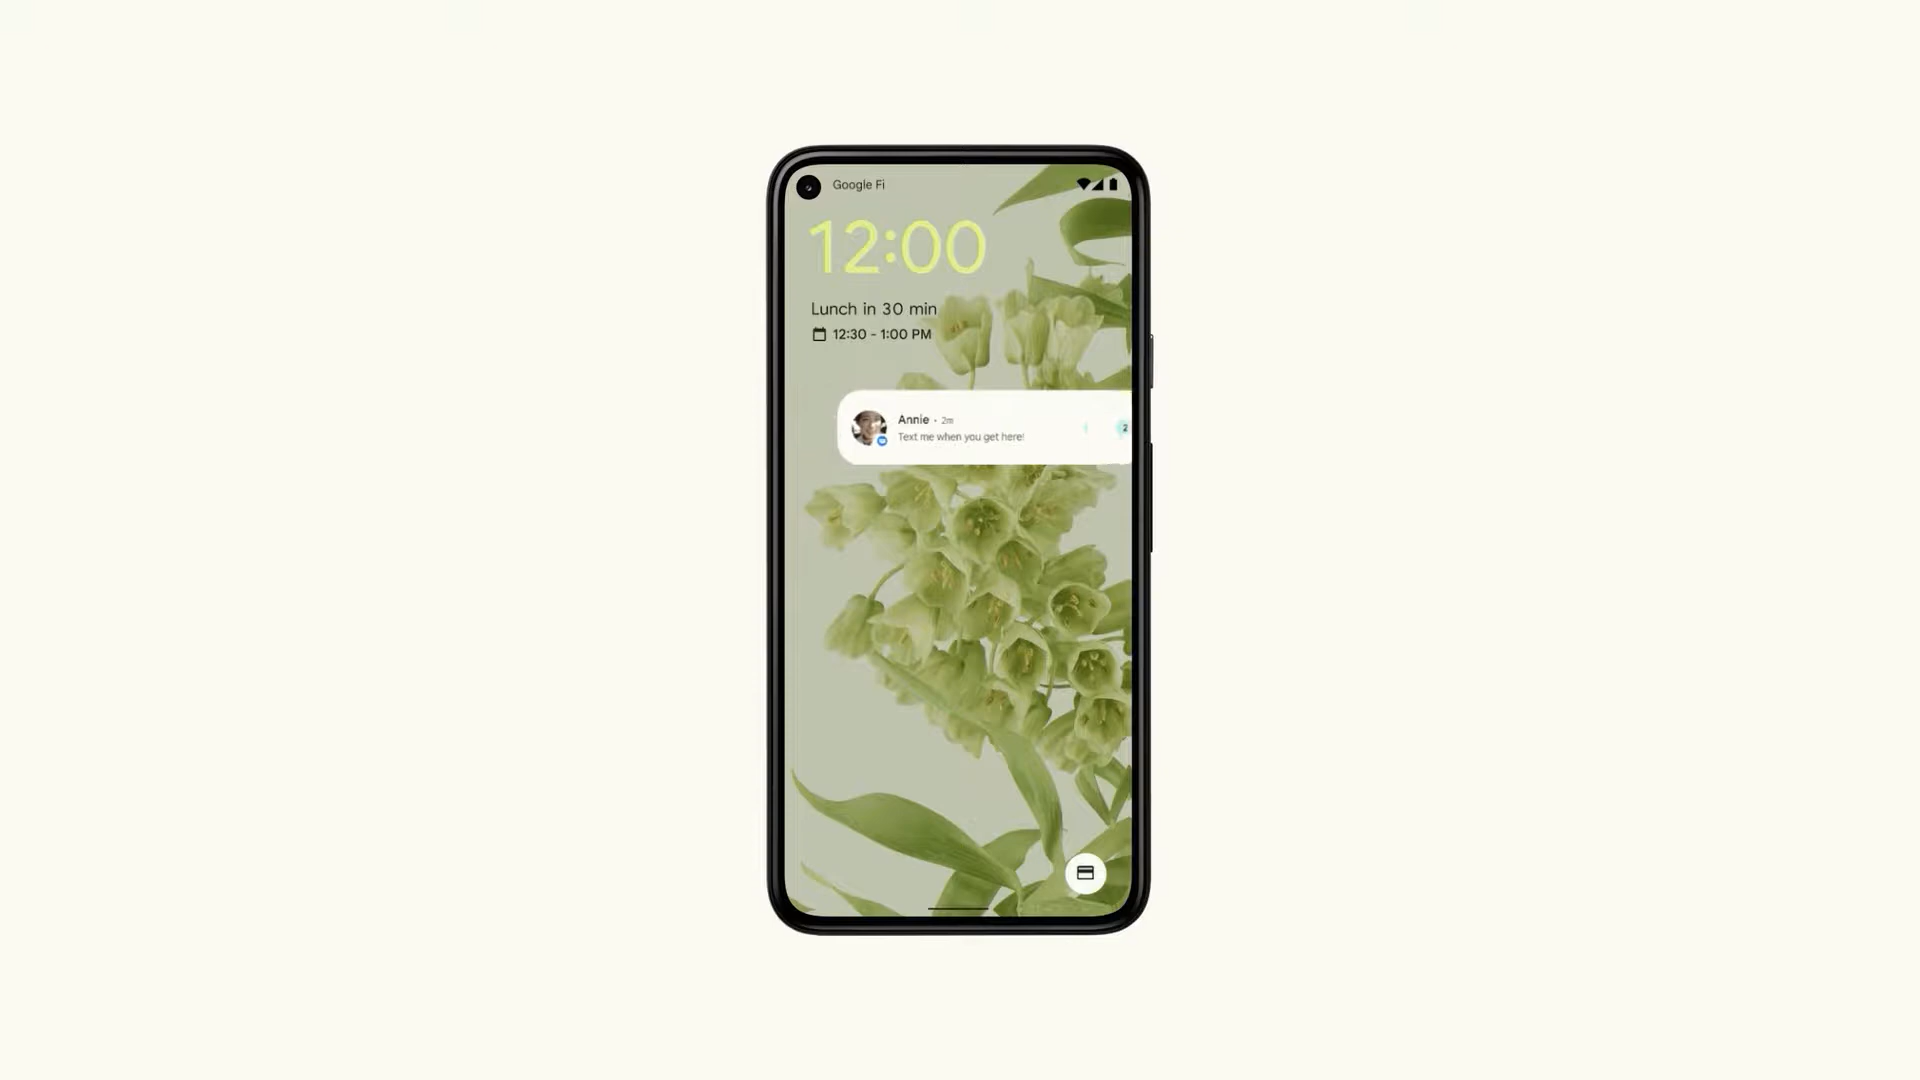 Google Fi
12:00
Lunch in 30 min
12:30 - 1:00 PM
Annie • 2m
2
Text me when you get here!